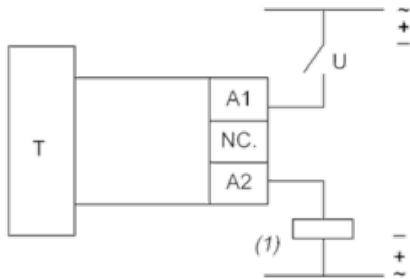 ~
+
–
U
A1
T
NC.
A2
(1)
–
+
~